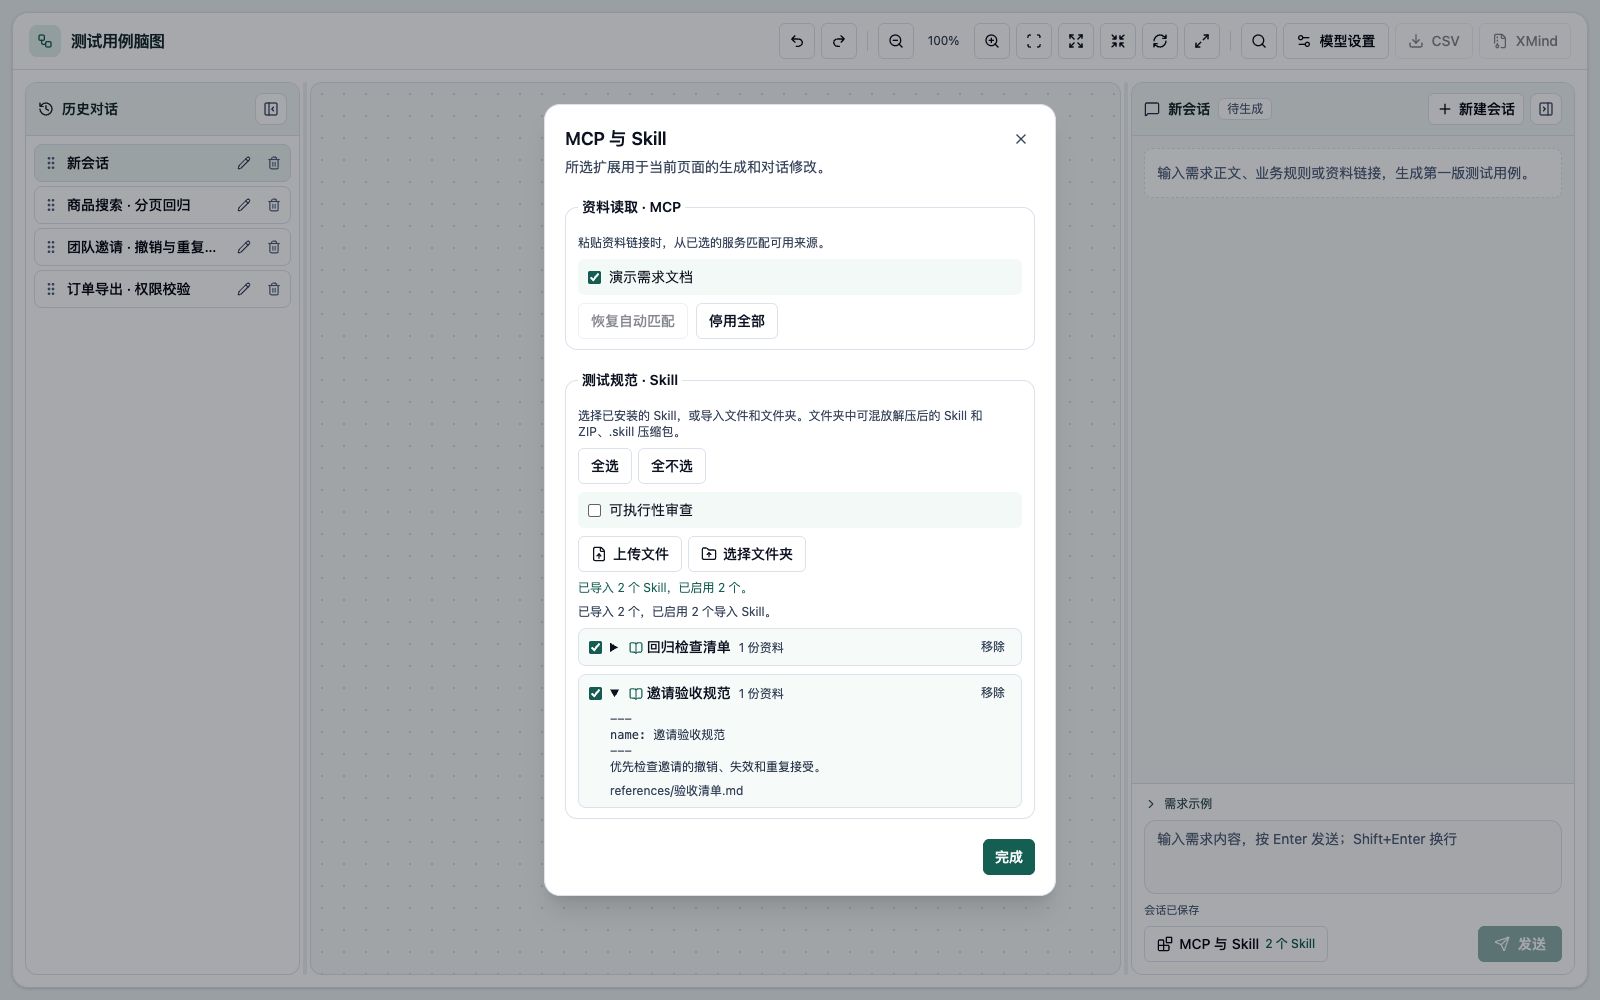 测试用例脑图
100%
模型设置
CSV
XMind
历史对话
新会话
商品搜索 · 分页回归
团队邀请 · 撤销与重复...
订单导出 · 权限校验
MCP 与 Skill
所选扩展用于当前页面的生成和对话修改。
资料读取 · MCP
粘贴资料链接时，从已选的服务匹配可用来源。
演示需求文档
恢复自动匹配
停用全部
测试规范 · Skill
选择已安装的 Skill，或导入文件和文件夹。文件夹中可混放解压后的 Skill 和
ZIP、.skill 压缩包。
全选
全不选
可执行性审查
上传文件
选择文件夹
已导入 2 个 Skill，已启用 2 个。
已导入 2 个，已启用 2 个导入 Skill。
回归检查清单 1 份资料
移除
邀请验收规范 1 份资料
移除
---
name: 邀请验收规范
---
优先检查邀请的撤销、失效和重复接受。
references/验收清单.md
完成
新会话
待生成
新建会话
输入需求正文、业务规则或资料链接，生成第一版测试用例。
需求示例
输入需求内容，按 Enter 发送；Shift+Enter 换行
会话已保存
MCP 与 Skill 2 个 Skill
发送